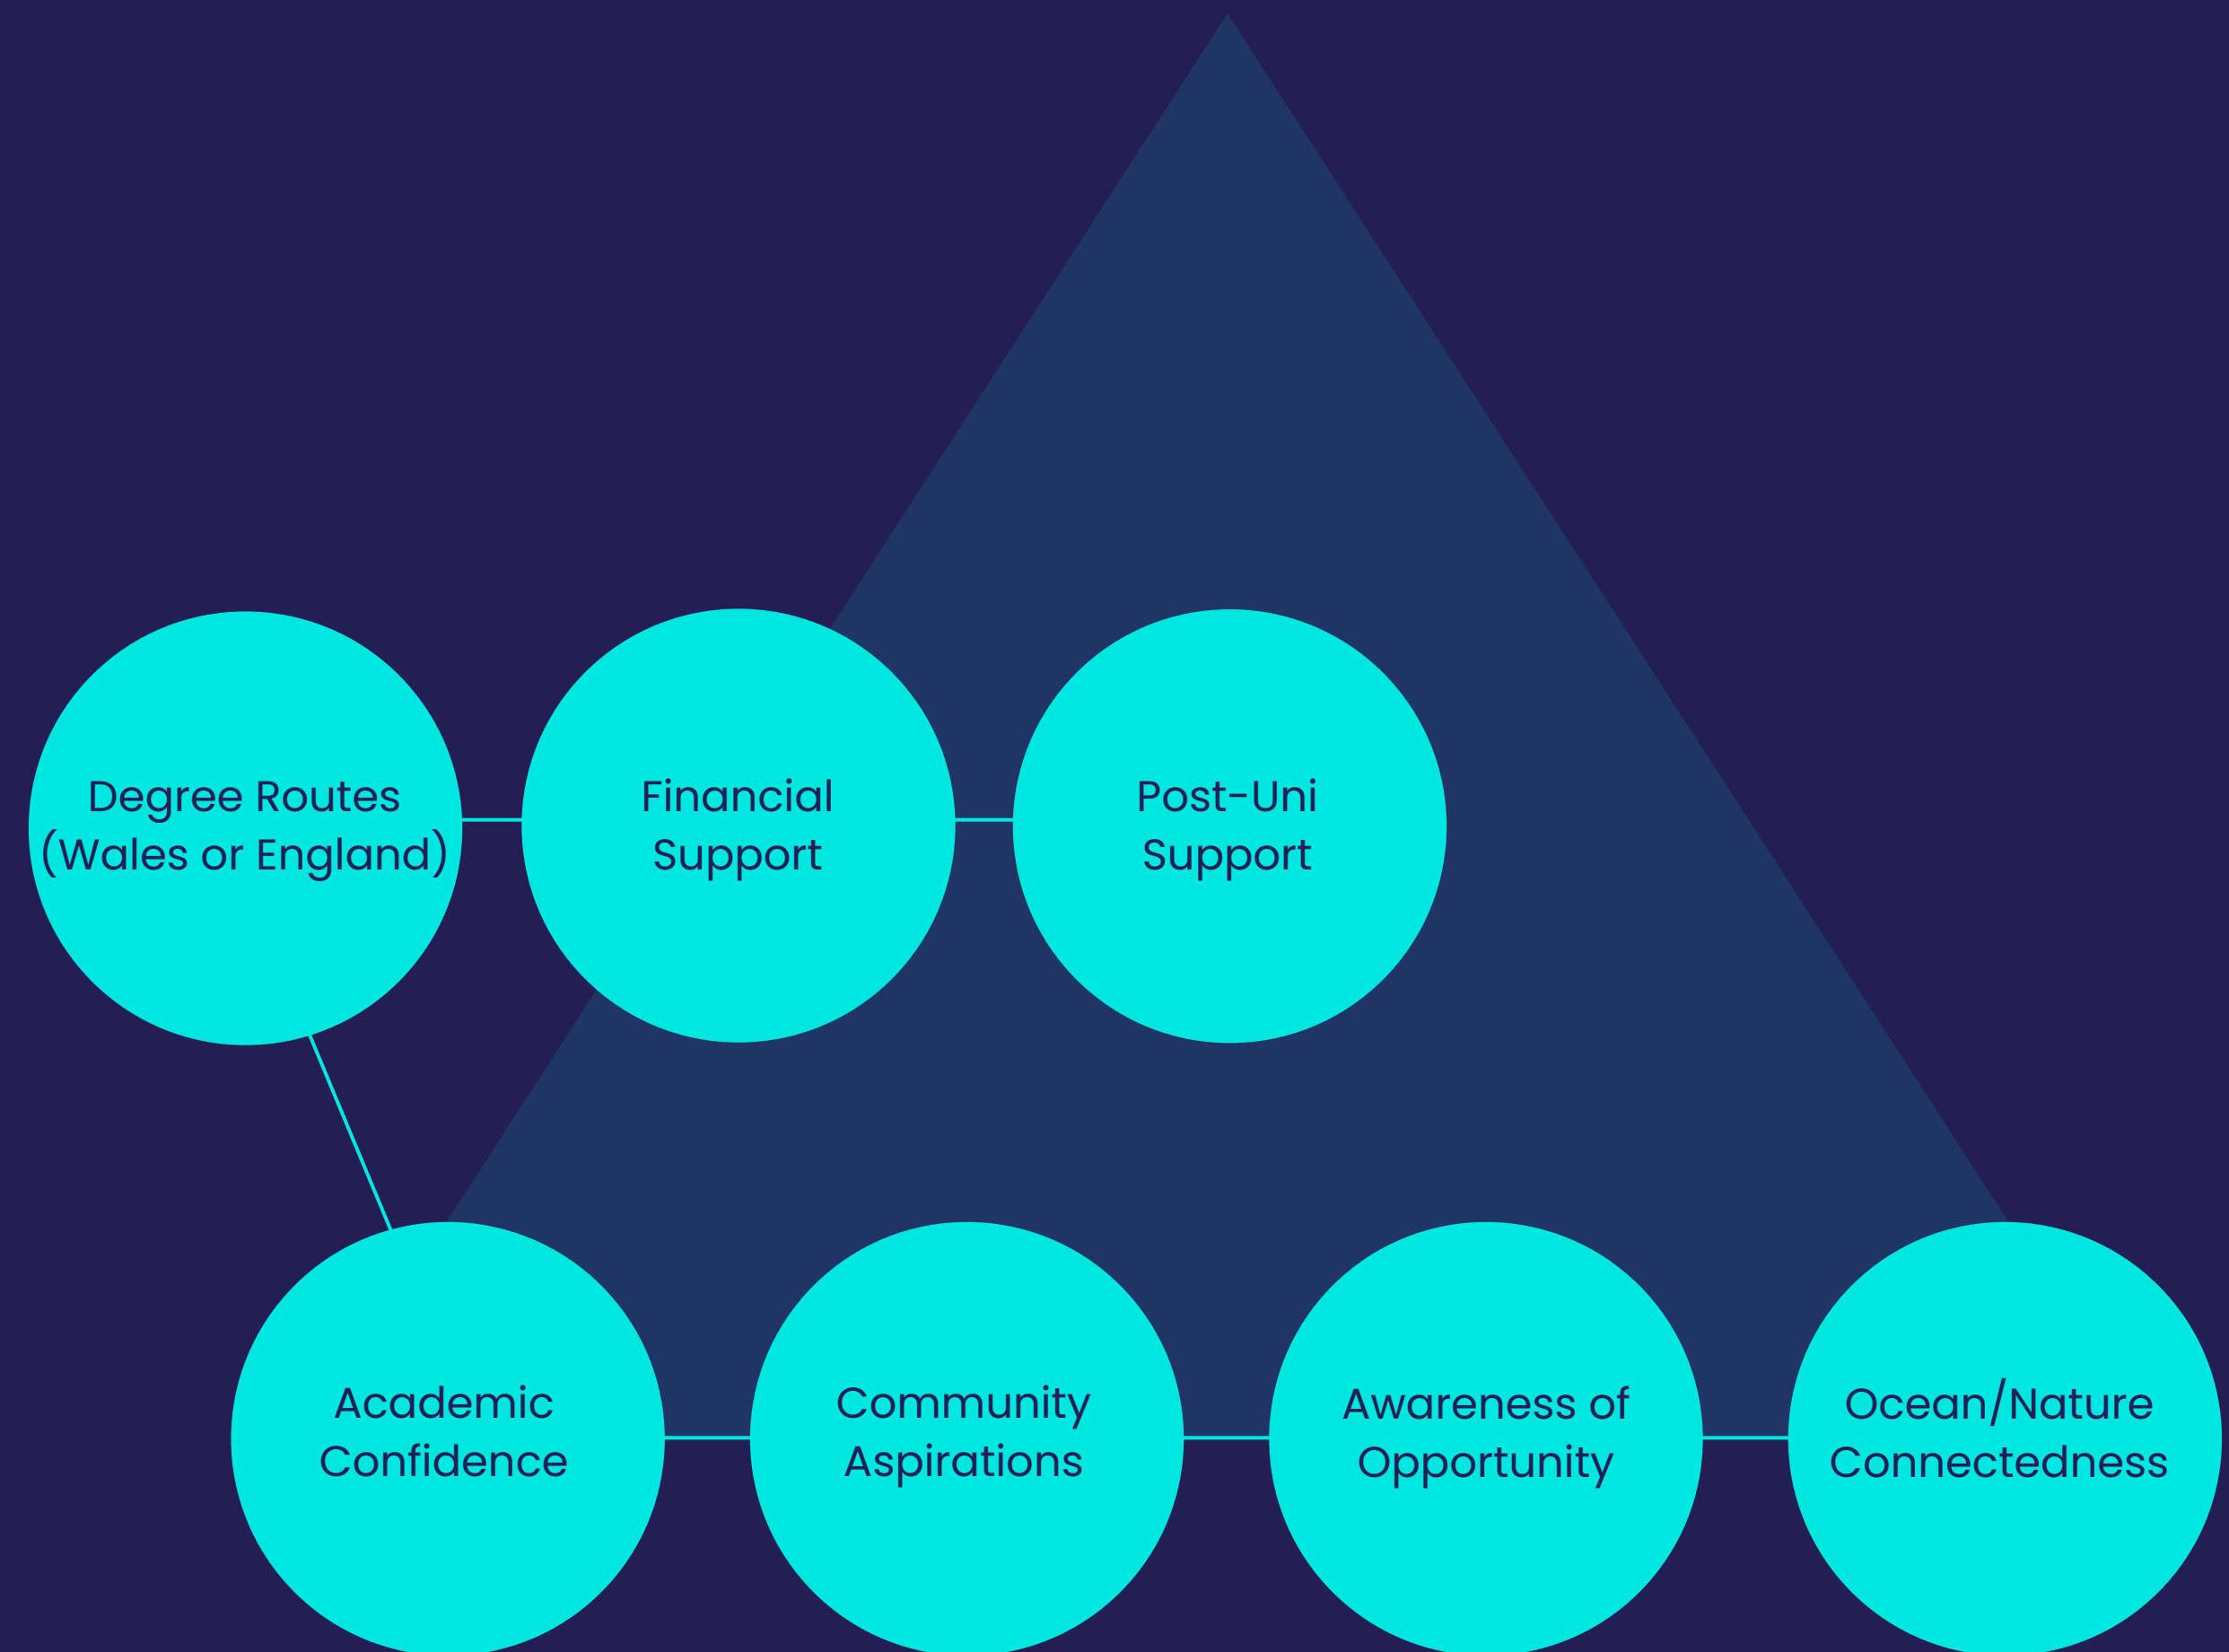 Degree Routes
(Wales or England)
Financial
Support
Post-Uni
Support
Academic
Confidence
Community
Aspirations
Awareness of
Opportunity
Ocean/Nature
Connectedness